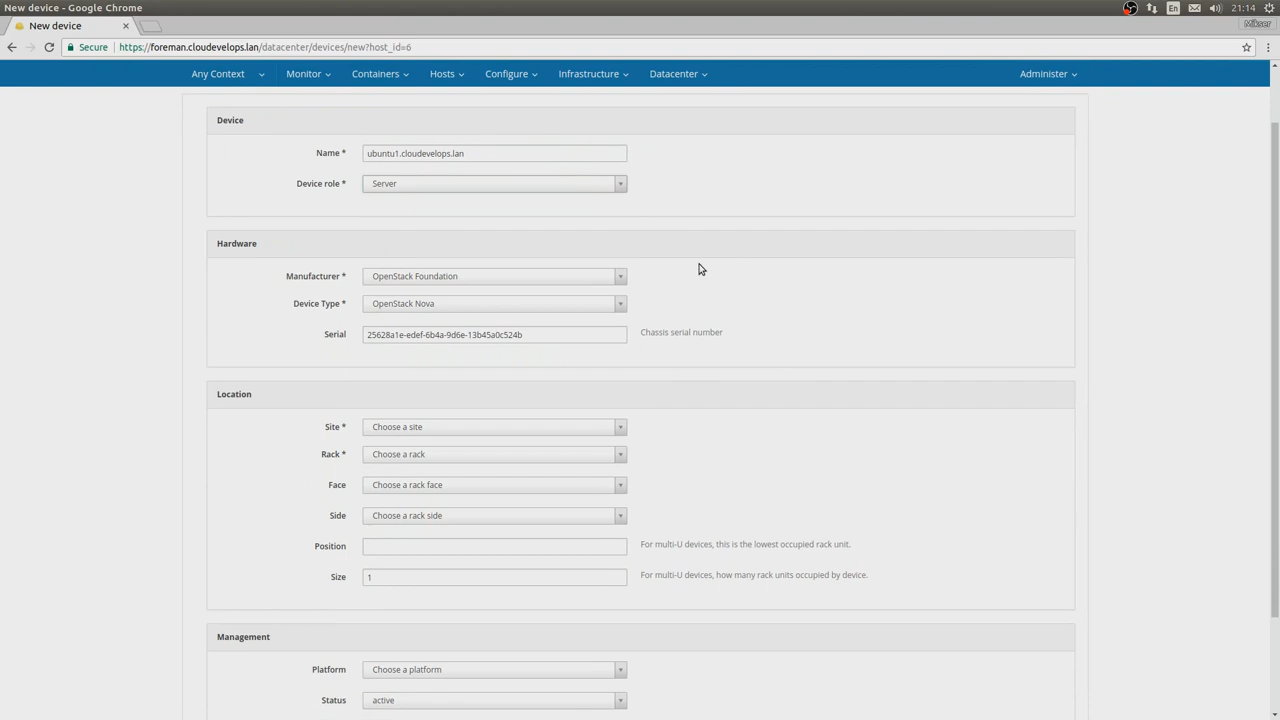 New device - Google Chrome
En
21:14
New device
Mikser
Secure https://foreman.cloudevelops.lan/datacenter/devices/new?host_id=6
Any Context Monitor Containers Hosts Configure Infrastructure Datacenter Administer
Device
Name * ubuntu1.cloudevelops.lan
Device role * Server
Hardware
Manufacturer * OpenStack Foundation
Device Type * OpenStack Nova
Serial 25628a1e-edef-6b4a-9d6e-13b45a0c524b Chassis serial number
Location
Site * Choose a site
Rack * Choose a rack
Face Choose a rack face
Side Choose a rack side
Position For multi-U devices, this is the lowest occupied rack unit.
Size 1 For multi-U devices, how many rack units occupied by device.
Management
Platform Choose a platform
Status active